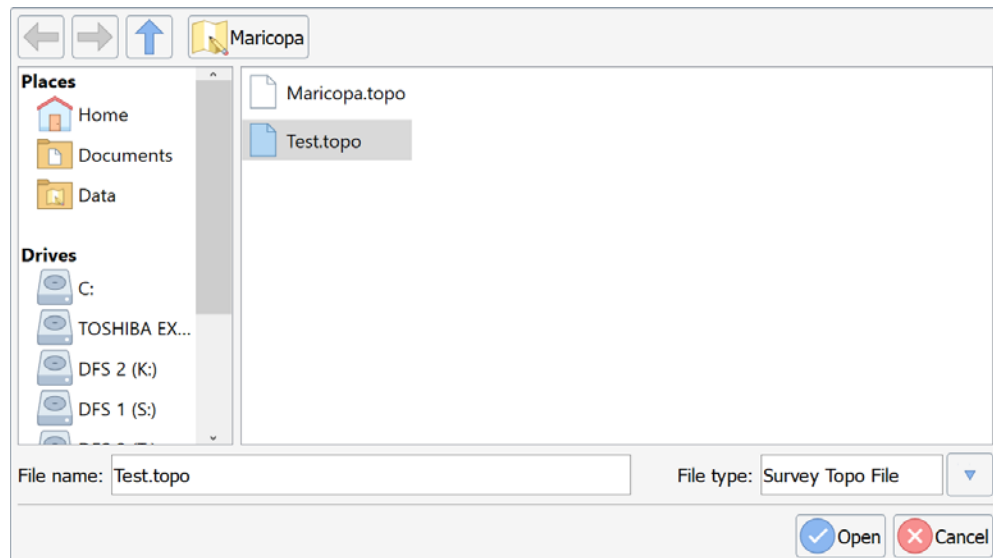 Maricopa
Places
Home
Documents
Data
Drives
C:
TOSHIBA EX...
DFS 2 (K:)
DFS 1 (S:)
Maricopa.topo
Test.topo
File name: Test.topo
File type: Survey Topo File
Open
Cancel